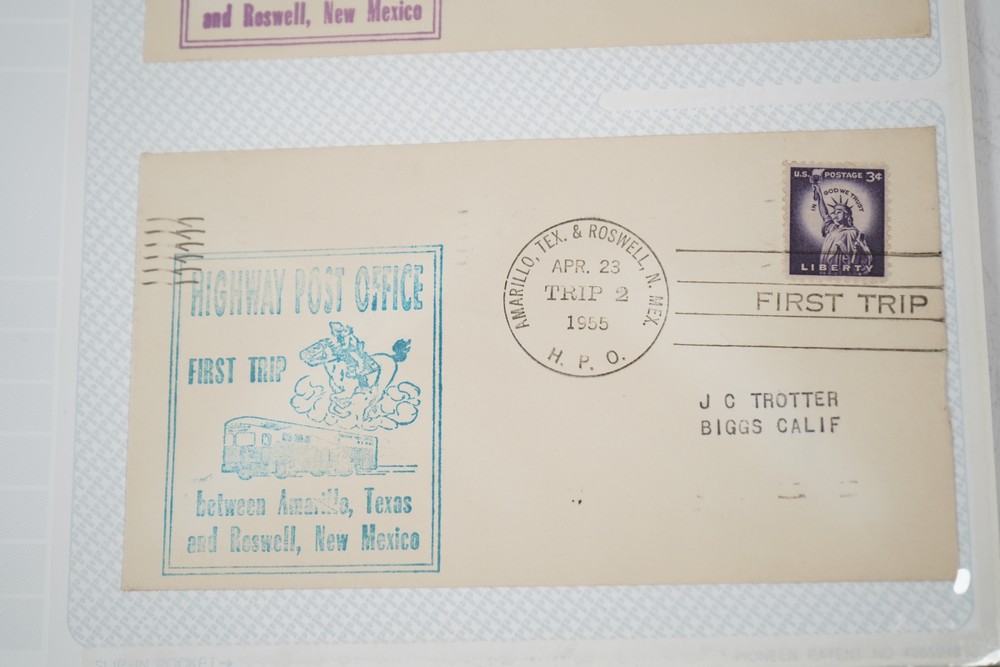 and Roswell, New Mexico
U.S. POSTAGE 3¢
IN GOD WE TRUST
LIBERTY
AMARILLO, TEX. & ROSWELL, N. MEX.
APR. 23
TRIP 2
1955
H. P. O.
FIRST TRIP
HIGHWAY POST OFFICE
FIRST TRIP
between Amarillo, Texas
and Roswell, New Mexico
J C TROTTER
BIGGS CALIF